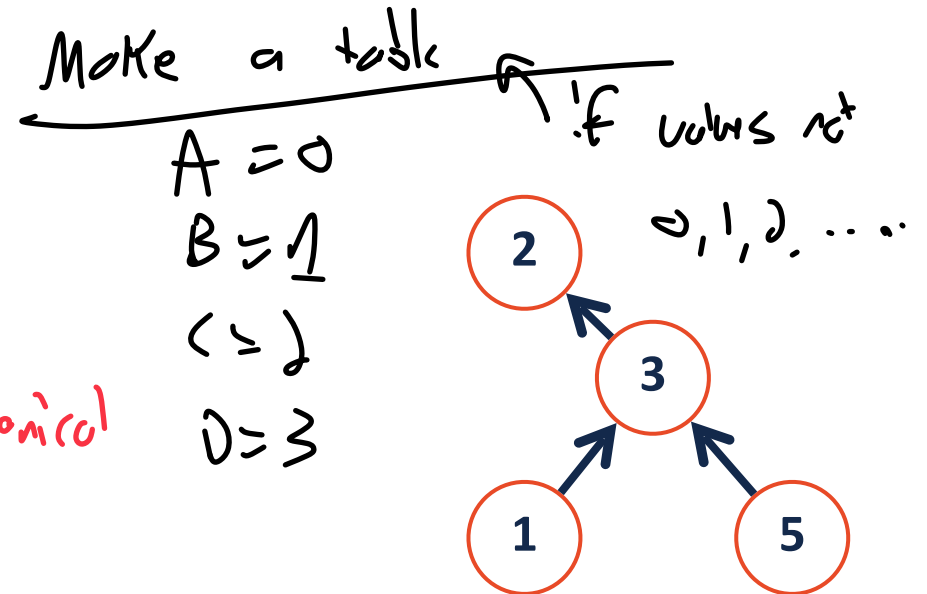 Make a table
if values not
0, 1, 2, .....
A = 0
B = 1
C = 2
D = 3
2
3
1
5